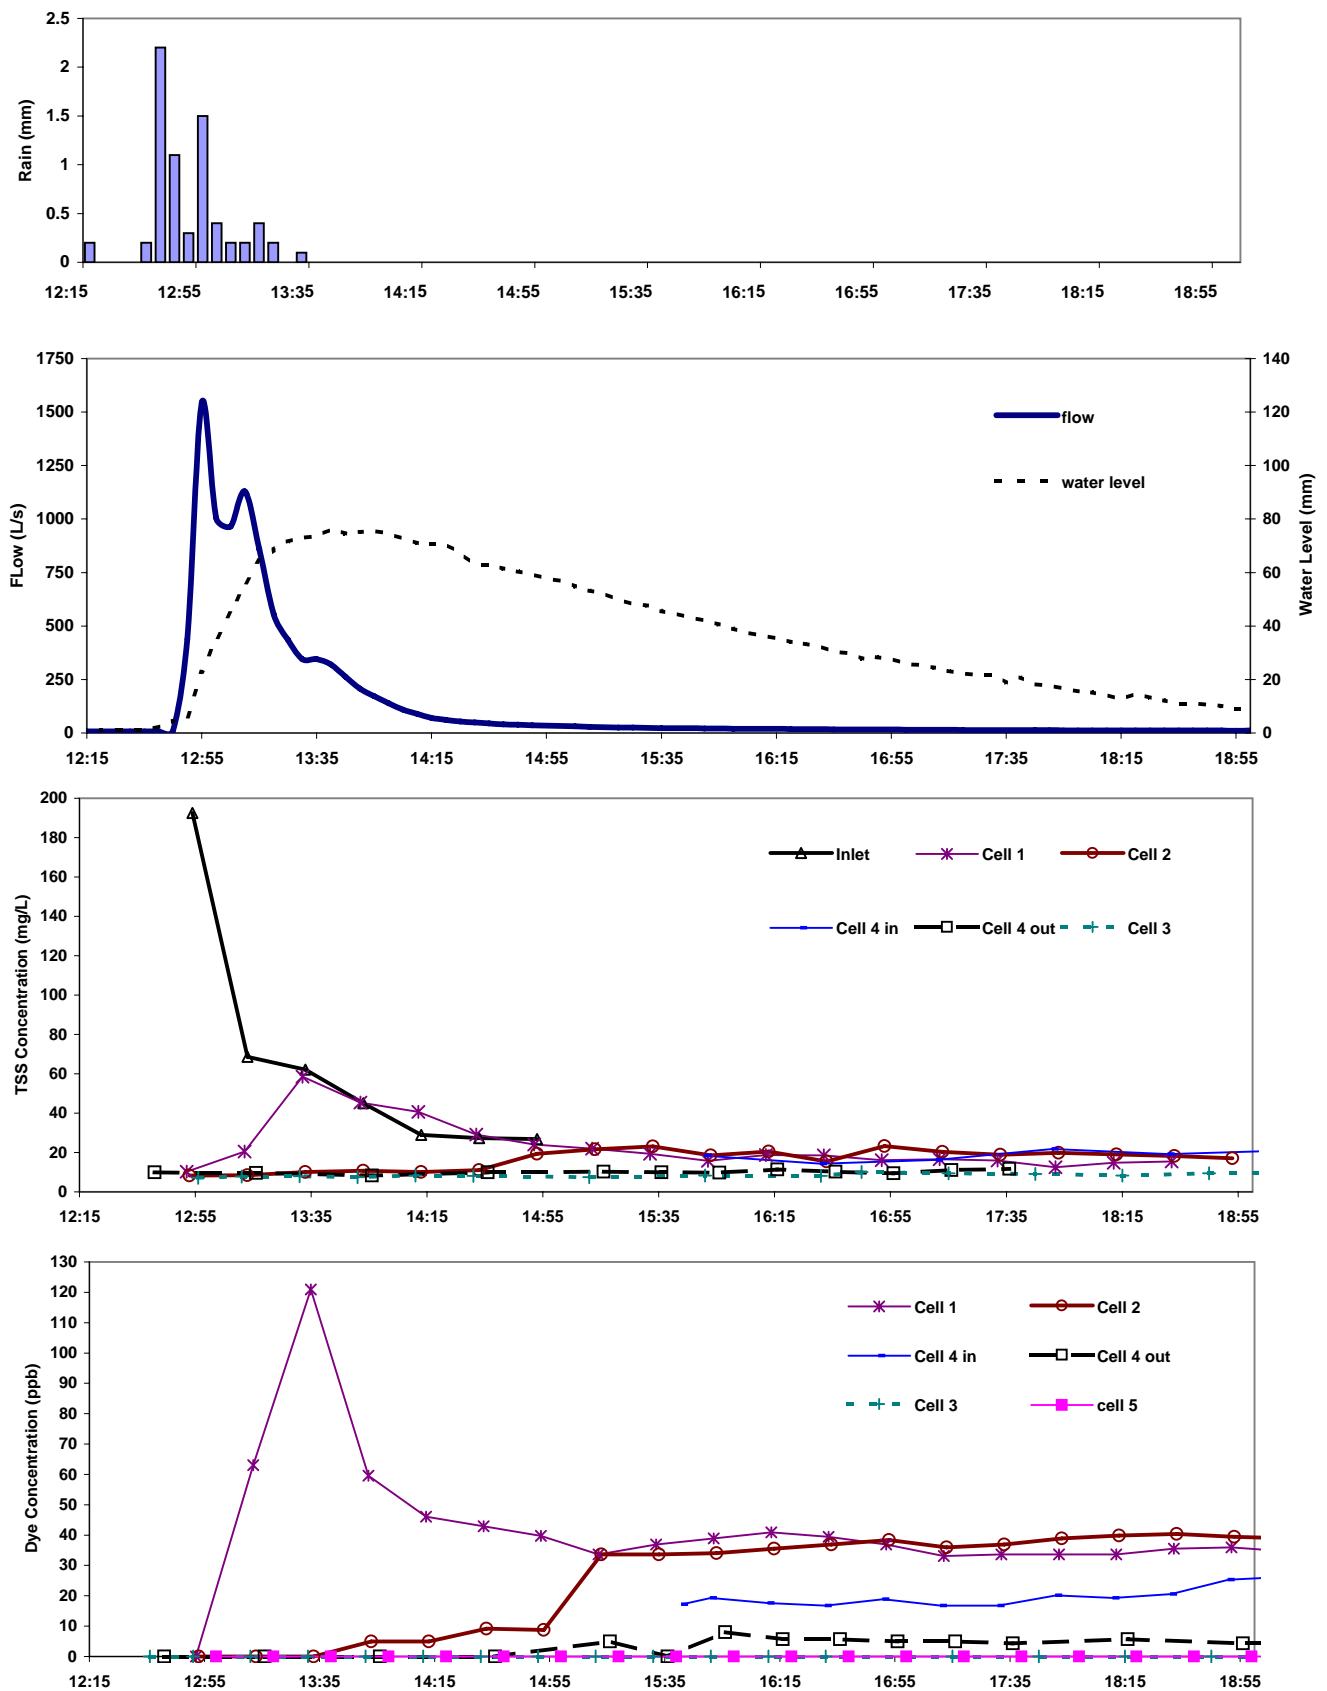 2.5
2
1.5
1
0.5
0
Rain (mm)
12:15 12:55 13:35 14:15 14:55 15:35 16:15 16:55 17:35 18:15 18:55
1750 140
1500 120
1250 100
1000 80
750 60
500 40
250 20
0 0
FLow (L/s)
Water Level (mm)
flow
water level
12:15 12:55 13:35 14:15 14:55 15:35 16:15 16:55 17:35 18:15 18:55
200
180
160
140
120
100
80
60
40
20
0
TSS Concentration (mg/L)
Inlet Cell 1 Cell 2
Cell 4 in Cell 4 out Cell 3
12:15 12:55 13:35 14:15 14:55 15:35 16:15 16:55 17:35 18:15 18:55
130
120
110
100
90
80
70
60
50
40
30
20
10
0
Dye Concentration (ppb)
Cell 1 Cell 2
Cell 4 in Cell 4 out
Cell 3 cell 5
12:15 12:55 13:35 14:15 14:55 15:35 16:15 16:55 17:35 18:15 18:55